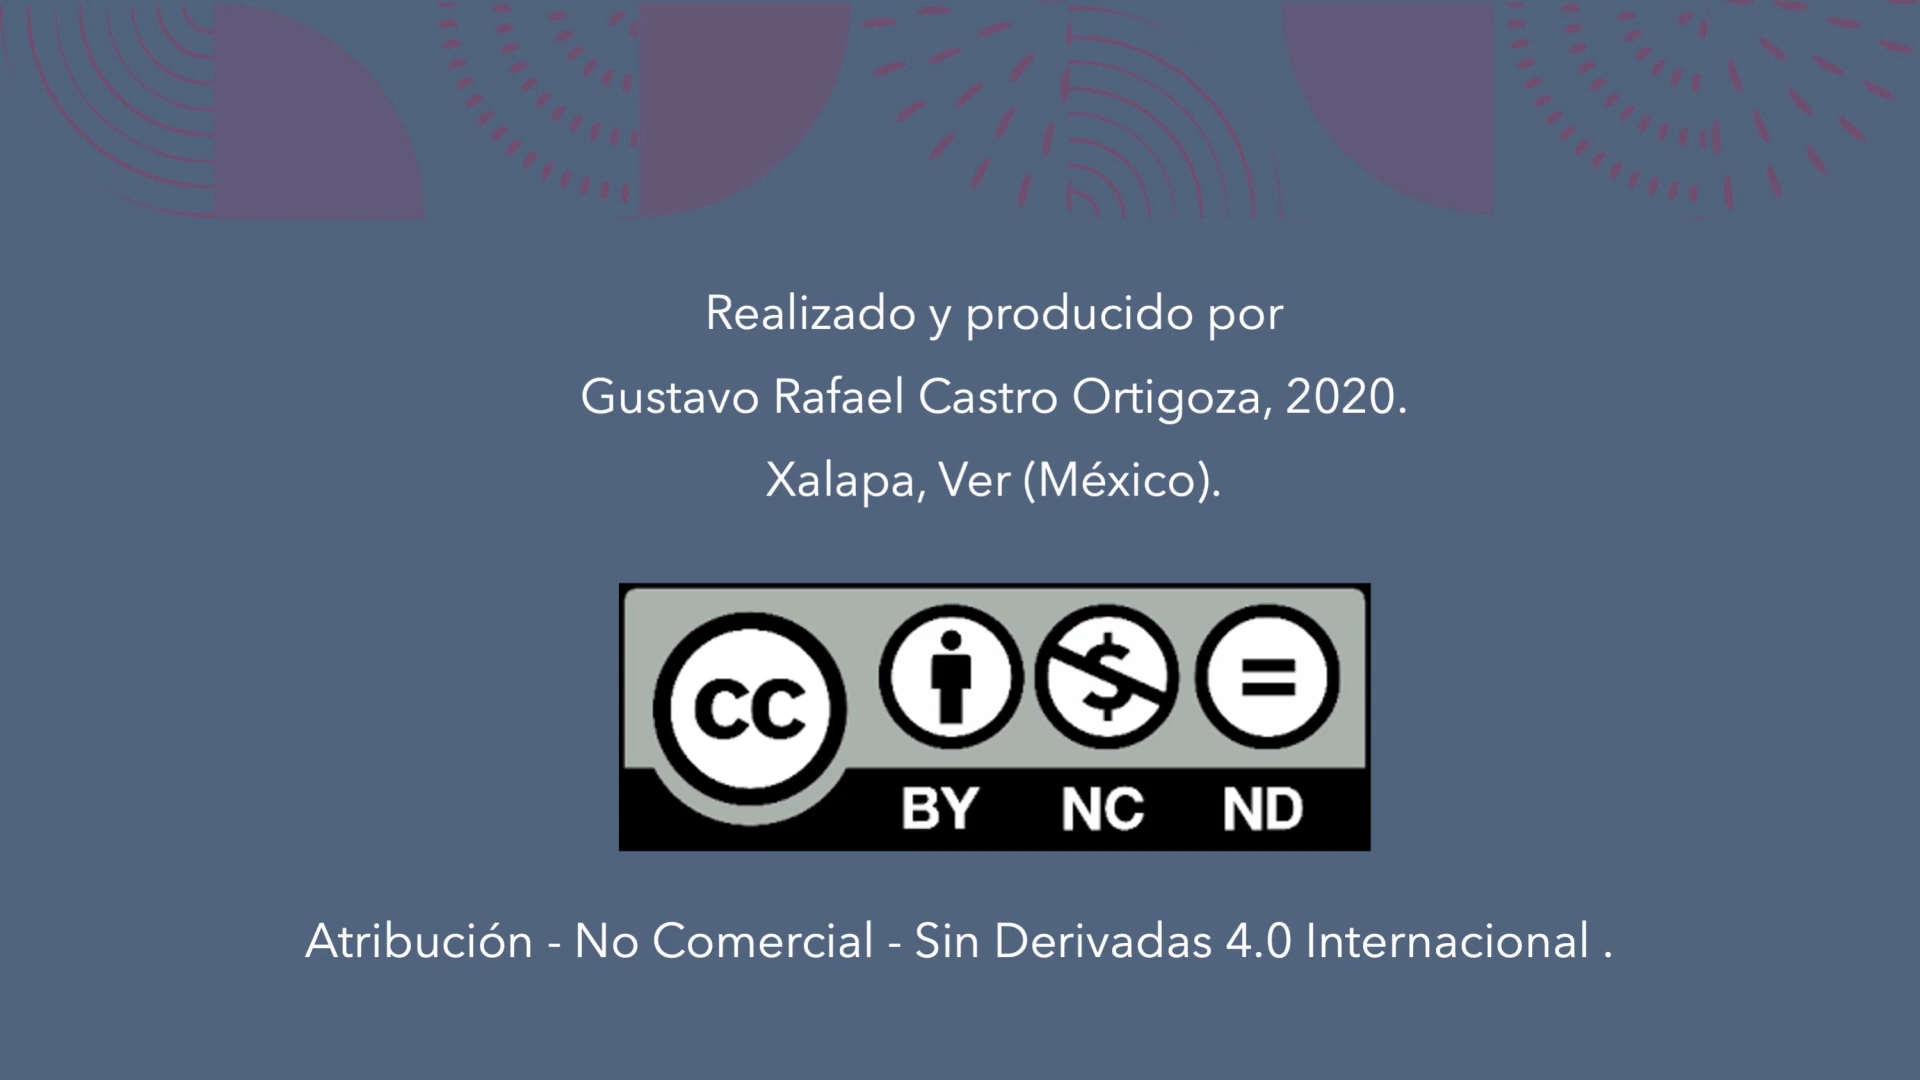 Realizado y producido por
Gustavo Rafael Castro Ortigoza, 2020.
Xalapa, Ver (México).
cc
BY NC ND
Atribución - No Comercial - Sin Derivadas 4.0 Internacional .